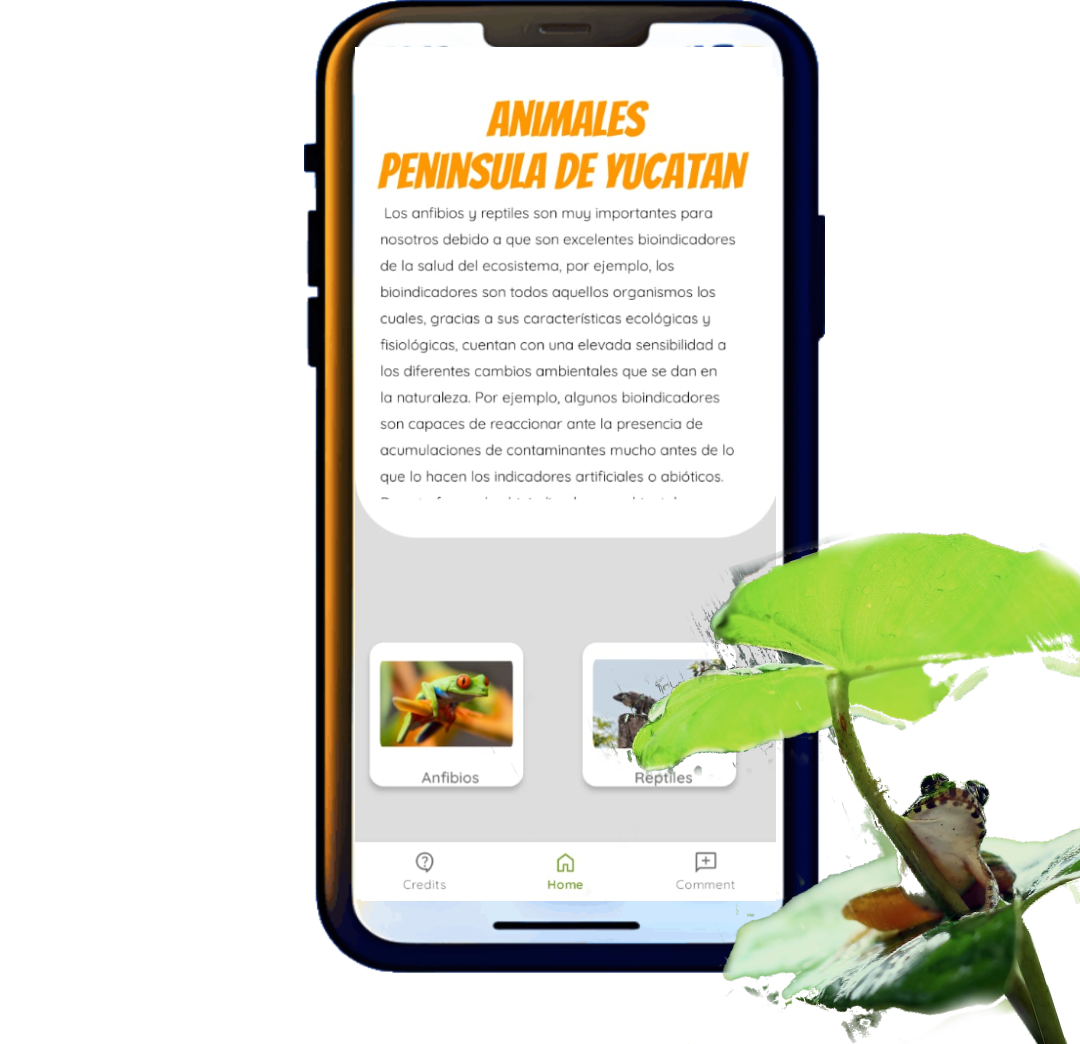 ANIMALES
PENINSULA DE YUCATAN
Los anfibios y reptiles son muy importantes para
nosotros debido a que son excelentes bioindicadores
de la salud del ecosistema, por ejemplo, los
bioindicadores son todos aquellos organismos los
cuales, gracias a sus características ecológicas y
fisiológicas, cuentan con una elevada sensibilidad a
los diferentes cambios ambientales que se dan en
la naturaleza. Por ejemplo, algunos bioindicadores
son capaces de reaccionar ante la presencia de
acumulaciones de contaminantes mucho antes de lo
que lo hacen los indicadores artificiales o abióticos.
Anfibios
Reptiles
Credits
Home
Comment